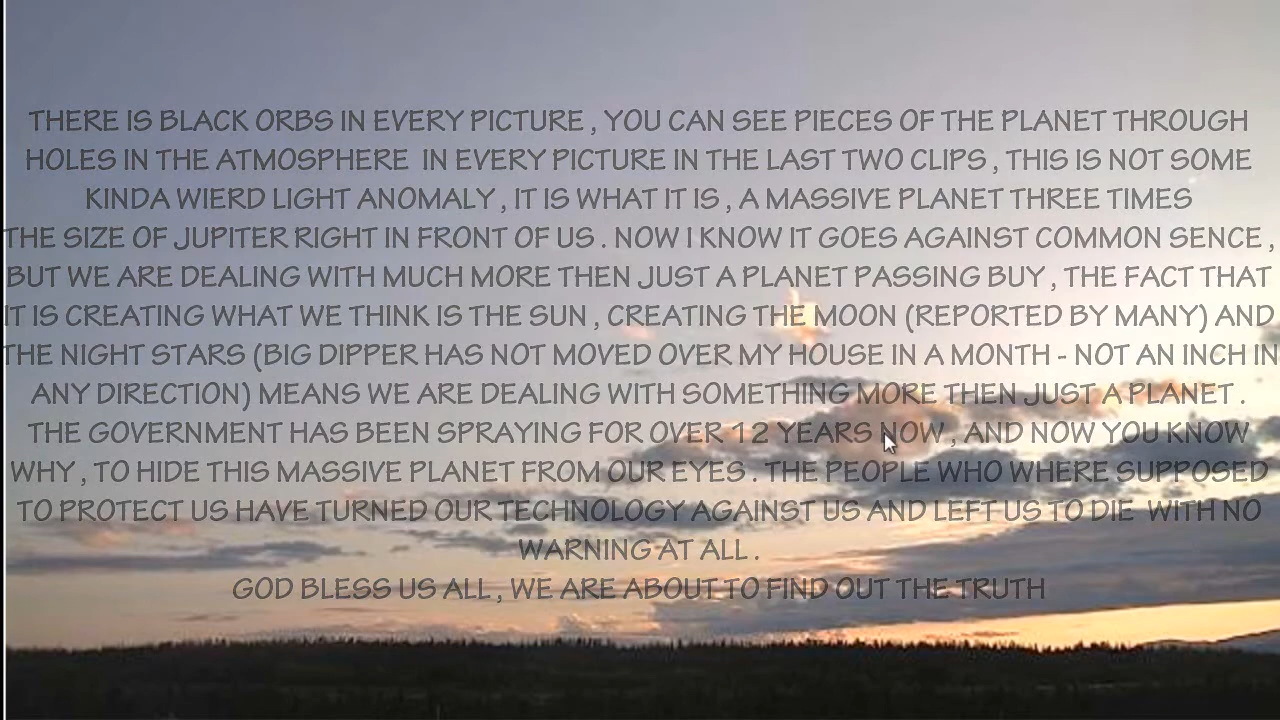 THERE IS BLACK ORBS IN EVERY PICTURE , YOU CAN SEE PIECES OF THE PLANET THROUGH
HOLES IN THE ATMOSPHERE  IN EVERY PICTURE IN THE LAST TWO CLIPS , THIS IS NOT SOME
KINDA WIERD LIGHT ANOMALY , IT IS WHAT IT IS , A MASSIVE PLANET THREE TIMES
THE SIZE OF JUPITER RIGHT IN FRONT OF US . NOW I KNOW IT GOES AGAINST COMMON SENCE ,
BUT WE ARE DEALING WITH MUCH MORE THEN JUST A PLANET PASSING BUY , THE FACT THAT
IT IS CREATING WHAT WE THINK IS THE SUN , CREATING THE MOON (REPORTED BY MANY) AND
THE NIGHT STARS (BIG DIPPER HAS NOT MOVED OVER MY HOUSE IN A MONTH - NOT AN INCH IN
ANY DIRECTION) MEANS WE ARE DEALING WITH SOMETHING MORE THEN JUST A PLANET .
THE GOVERNMENT HAS BEEN SPRAYING FOR OVER 12 YEARS NOW , AND NOW YOU KNOW
WHY , TO HIDE THIS MASSIVE PLANET FROM OUR EYES . THE PEOPLE WHO WHERE SUPPOSED
TO PROTECT US HAVE TURNED OUR TECHNOLOGY AGAINST US AND LEFT US TO DIE  WITH NO
WARNING AT ALL .
GOD BLESS US ALL , WE ARE ABOUT TO FIND OUT THE TRUTH